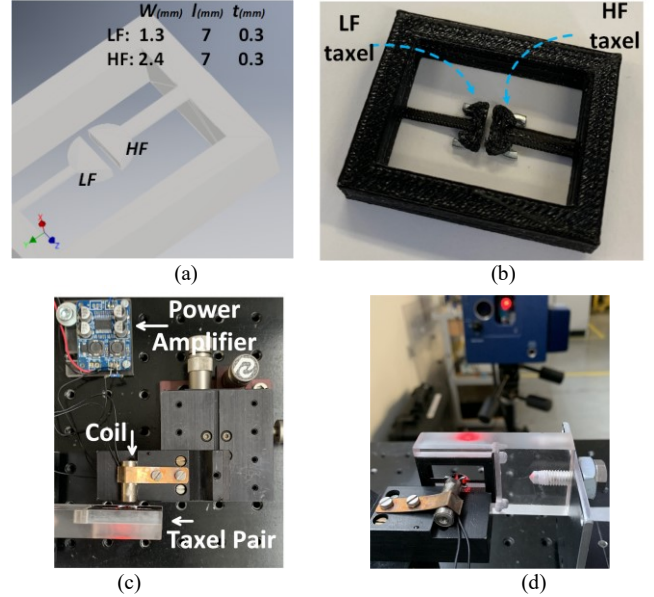 W(mm) l(mm) t(mm)
LF: 1.3 7 0.3
HF: 2.4 7 0.3
HF
LF
(a)
LF
taxel
HF
taxel
(b)
Power
Amplifier
Coil
Taxel Pair
(c)
(d)